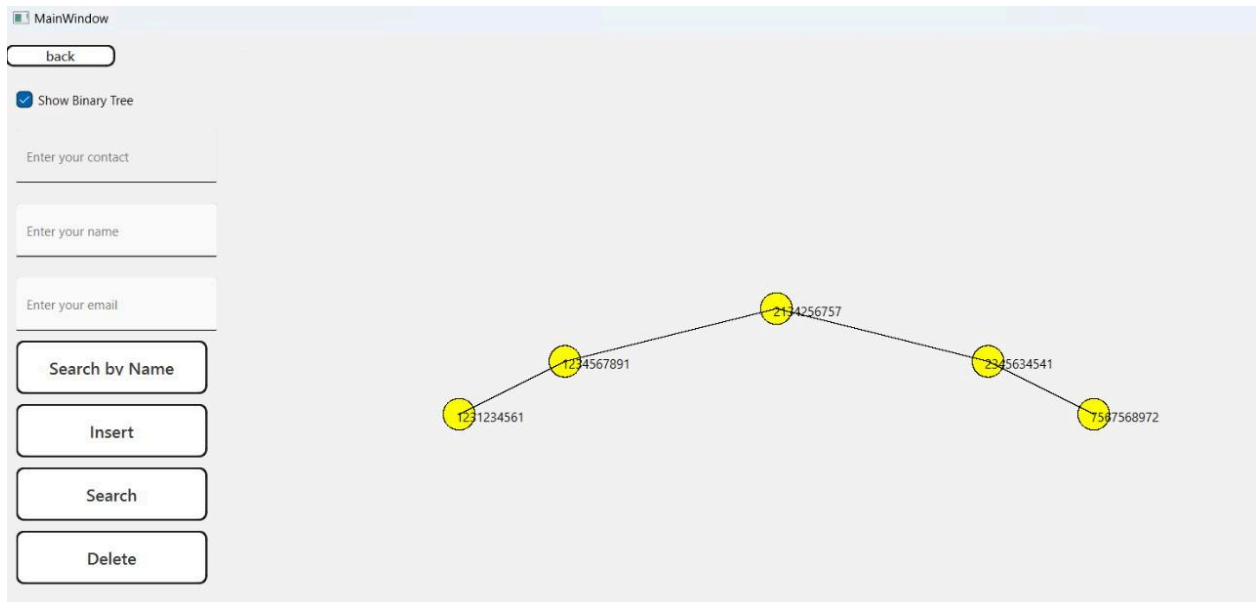 MainWindow
back
Show Binary Tree
Enter your contact
Enter your name
Enter your email
Search by Name
Insert
Search
Delete
2134256757
1234567891
2345634541
1231234561
7567568972